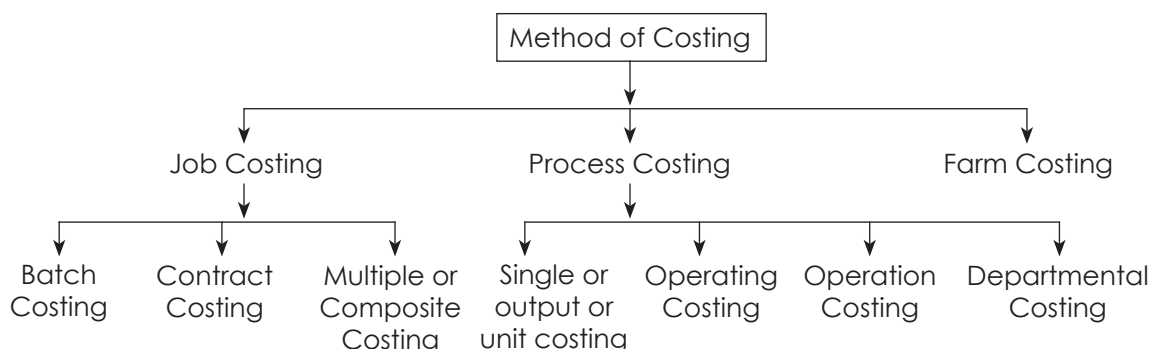 Method of Costing
Job Costing
Process Costing
Farm Costing
Batch
Costing
Contract
Costing
Multiple or
Composite
Costing
Single or
output or
unit costing
Operating
Costing
Operation
Costing
Departmental
Costing